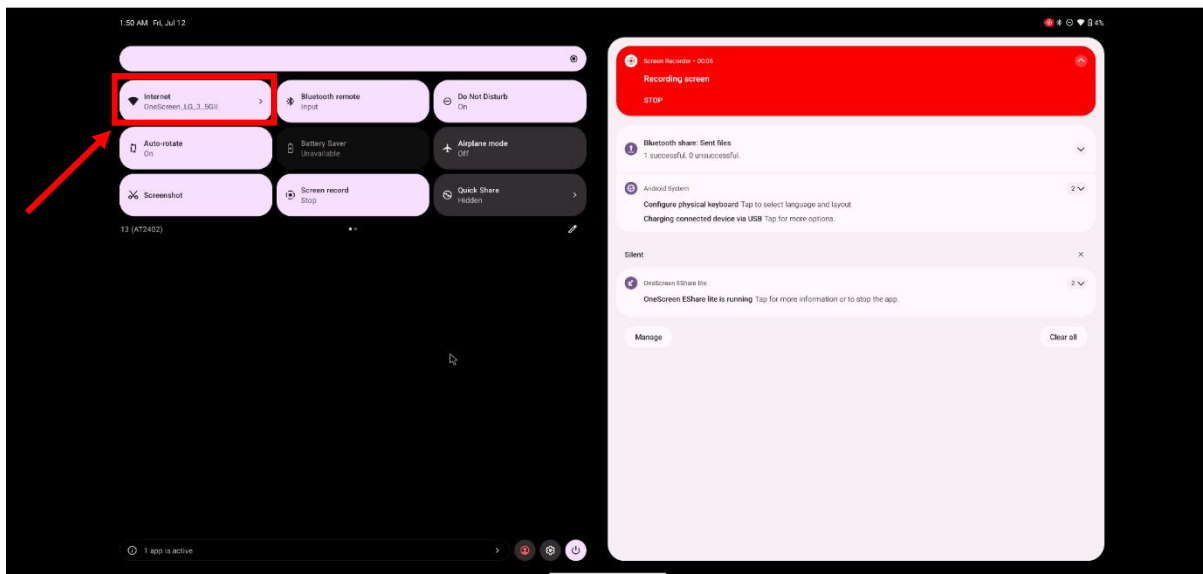 1:50 AM Fri, Jul 12
4%
Internet
OneScreen_LG_3_5GII
Bluetooth remote
Input
Do Not Disturb
On
Auto-rotate
On
Battery Saver
Unavailable
Airplane mode
Off
Screenshot
Screen record
Stop
Quick Share
Hidden
13 (AT2402)
1 app is active
Screen Recorder • 00:05
Recording screen
STOP
Bluetooth share: Sent files
1 successful, 0 unsuccessful.
Android System
2
Configure physical keyboard Tap to select language and layout
Charging connected device via USB Tap for more options.
Silent
OneScreen EShare lite
2
OneScreen EShare lite is running Tap for more information or to stop the app.
Manage
Clear all